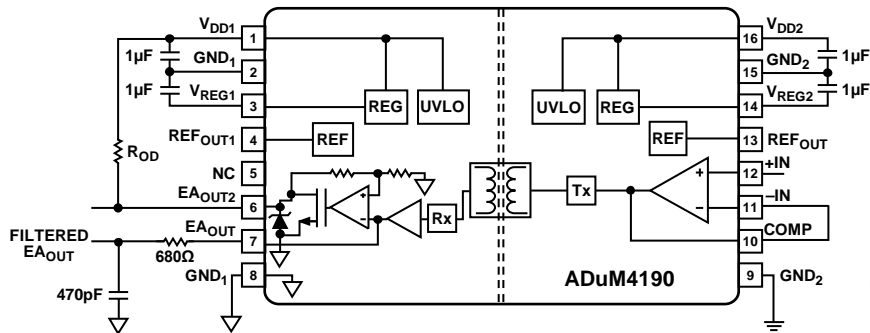 VDD1
1
1µF
GND1
2
1µF
VREG1
3
REG
UVLO
REFOUT1
4
REF
ROD
NC
5
EAOUT2
6
+
−
Rx
EAOUT
7
FILTERED
EAOUT
680Ω
GND1
8
470pF
VDD2
16
1µF
GND2
15
1µF
UVLO
REG
VREG2
14
REF
REFOUT
13
+IN
12
+
−
Tx
−IN
11
COMP
10
ADuM4190
GND2
9